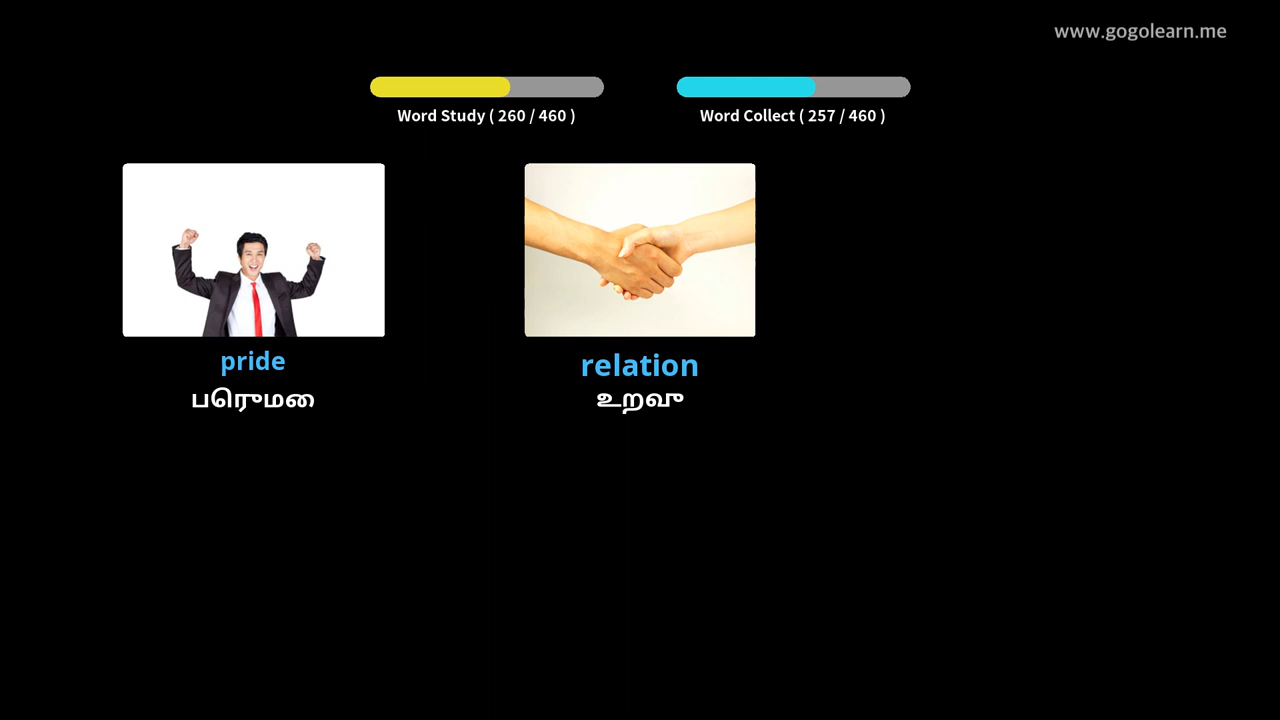 www.gogolearn.me
Word Study ( 260 / 460 )
Word Collect ( 257 / 460 )
pride
relation
பெருமை
உறவு